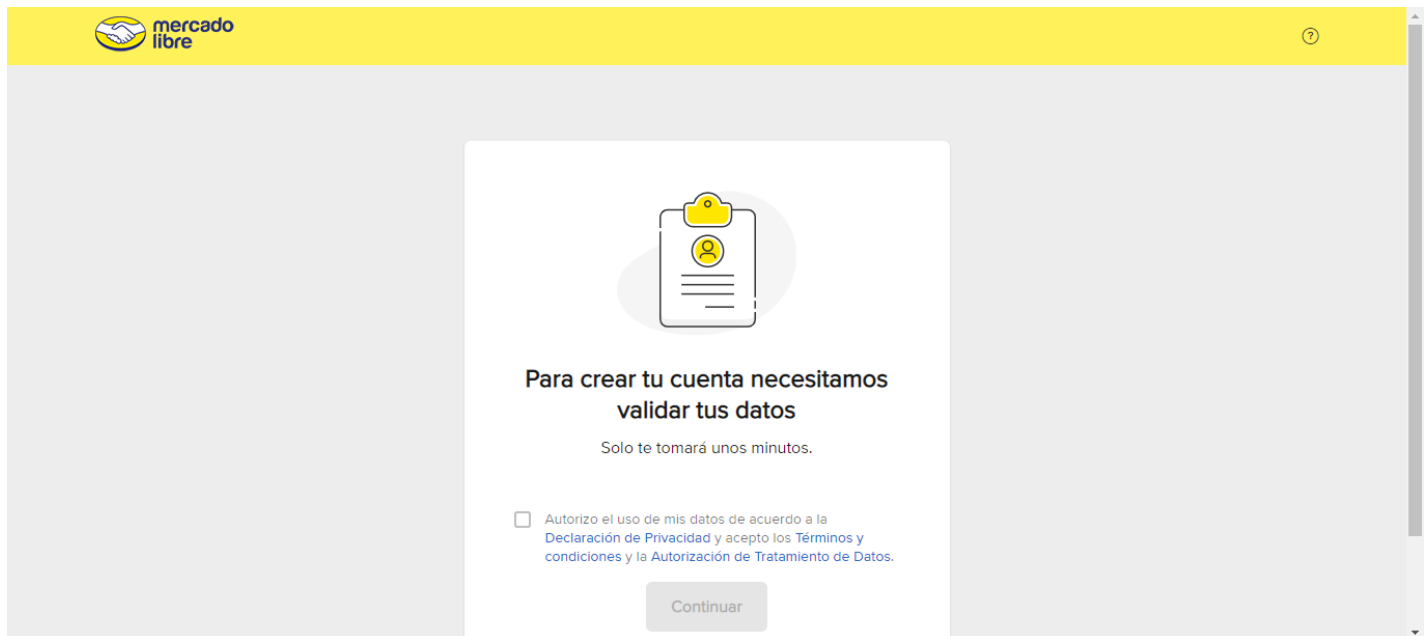 mercado
libre
?
Para crear tu cuenta necesitamos
validar tus datos
Solo te tomará unos minutos.
Autorizo el uso de mis datos de acuerdo a la
Declaración de Privacidad y acepto los Términos y
condiciones y la Autorización de Tratamiento de Datos.
Continuar